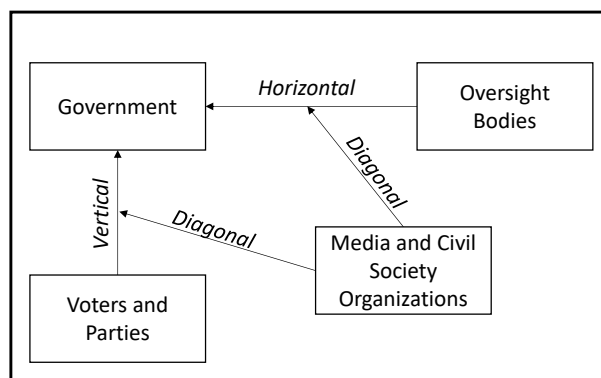 Government
Horizontal
Oversight
Bodies
Diagonal
Vertical
Diagonal
Media and Civil
Society
Organizations
Voters and
Parties